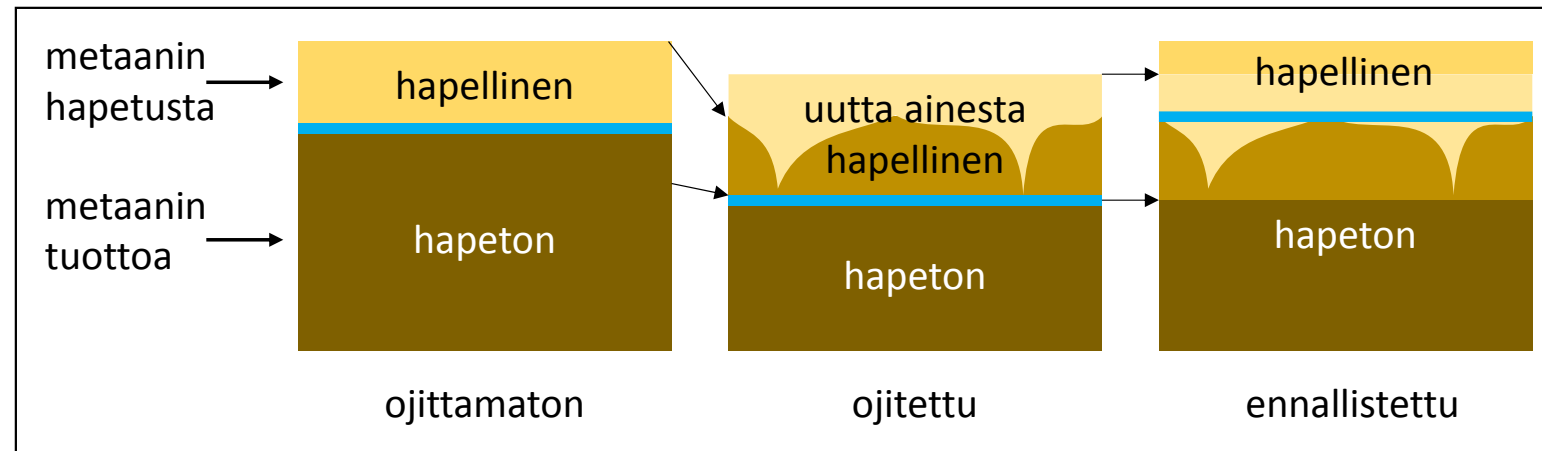 metaanin
hapetusta
metaanin
tuottoa
hapellinen
hapeton
ojittamaton
uutta ainesta
hapellinen
hapeton
ojitettu
hapellinen
hapeton
ennallistettu